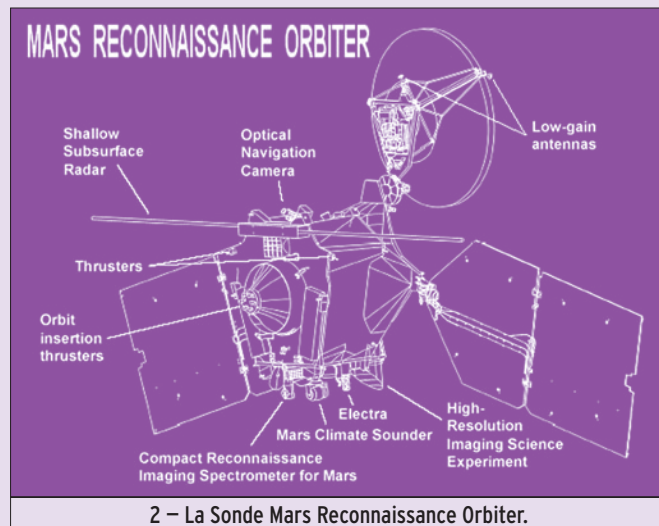 MARS RECONNAISSANCE ORBITER
Shallow
Subsurface
Radar
Optical
Navigation
Camera
Low-gain
antennas
Thrusters
Orbit
insertion
thrusters
Electra
Mars Climate Sounder
Compact Reconnaissance
Imaging Spectrometer for Mars
High-
Resolution
Imaging Science
Experiment
2 – La Sonde Mars Reconnaissance Orbiter.